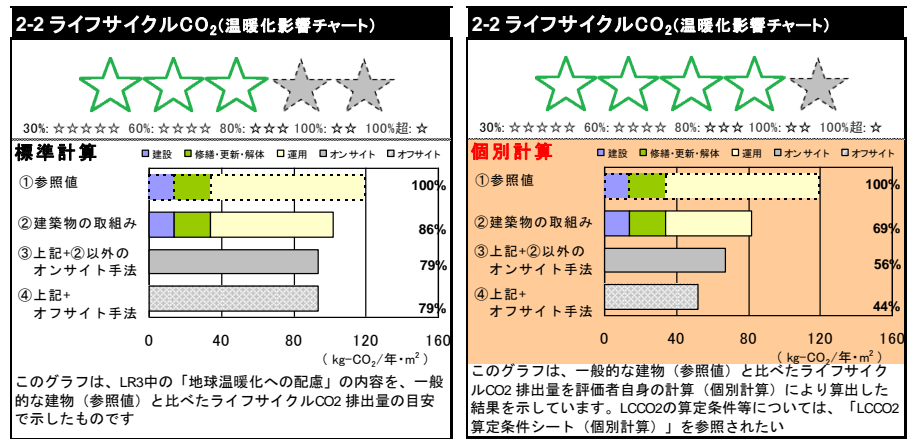 2-2 ライフサイクルCO2(温暖化影響チャート)
30%: ☆☆☆☆☆ 60%: ☆☆☆☆ 80%: ☆☆☆ 100%: ☆☆ 100%超: ☆
標準計算
建設 修繕・更新・解体 運用 オンサイト オフサイト
①参照値 100%
②建築物の取組み 86%
③上記+②以外の
オンサイト手法 79%
④上記+
オフサイト手法 79%
0 40 80 120 160
( kg-CO2/年・m2 )
このグラフは、LR3中の「地球温暖化への配慮」の内容を、一般
的な建物（参照値）と比べたライフサイクルCO2 排出量の目安
で示したものです
2-2 ライフサイクルCO2(温暖化影響チャート)
30%: ☆☆☆☆☆ 60%: ☆☆☆☆ 80%: ☆☆☆ 100%: ☆☆ 100%超: ☆
個別計算
建設 修繕・更新・解体 運用 オンサイト オフサイト
①参照値 100%
②建築物の取組み 69%
③上記+②以外の
オンサイト手法 56%
④上記+
オフサイト手法 44%
0 40 80 120 160
( kg-CO2/年・m2 )
このグラフは、一般的な建物（参照値）と比べたライフサイク
ルCO2 排出量を評価者自身の計算（個別計算）により算出した
結果を示しています。LCCO2の算定条件等については、「LCCO2
算定条件シート（個別計算）」を参照されたい